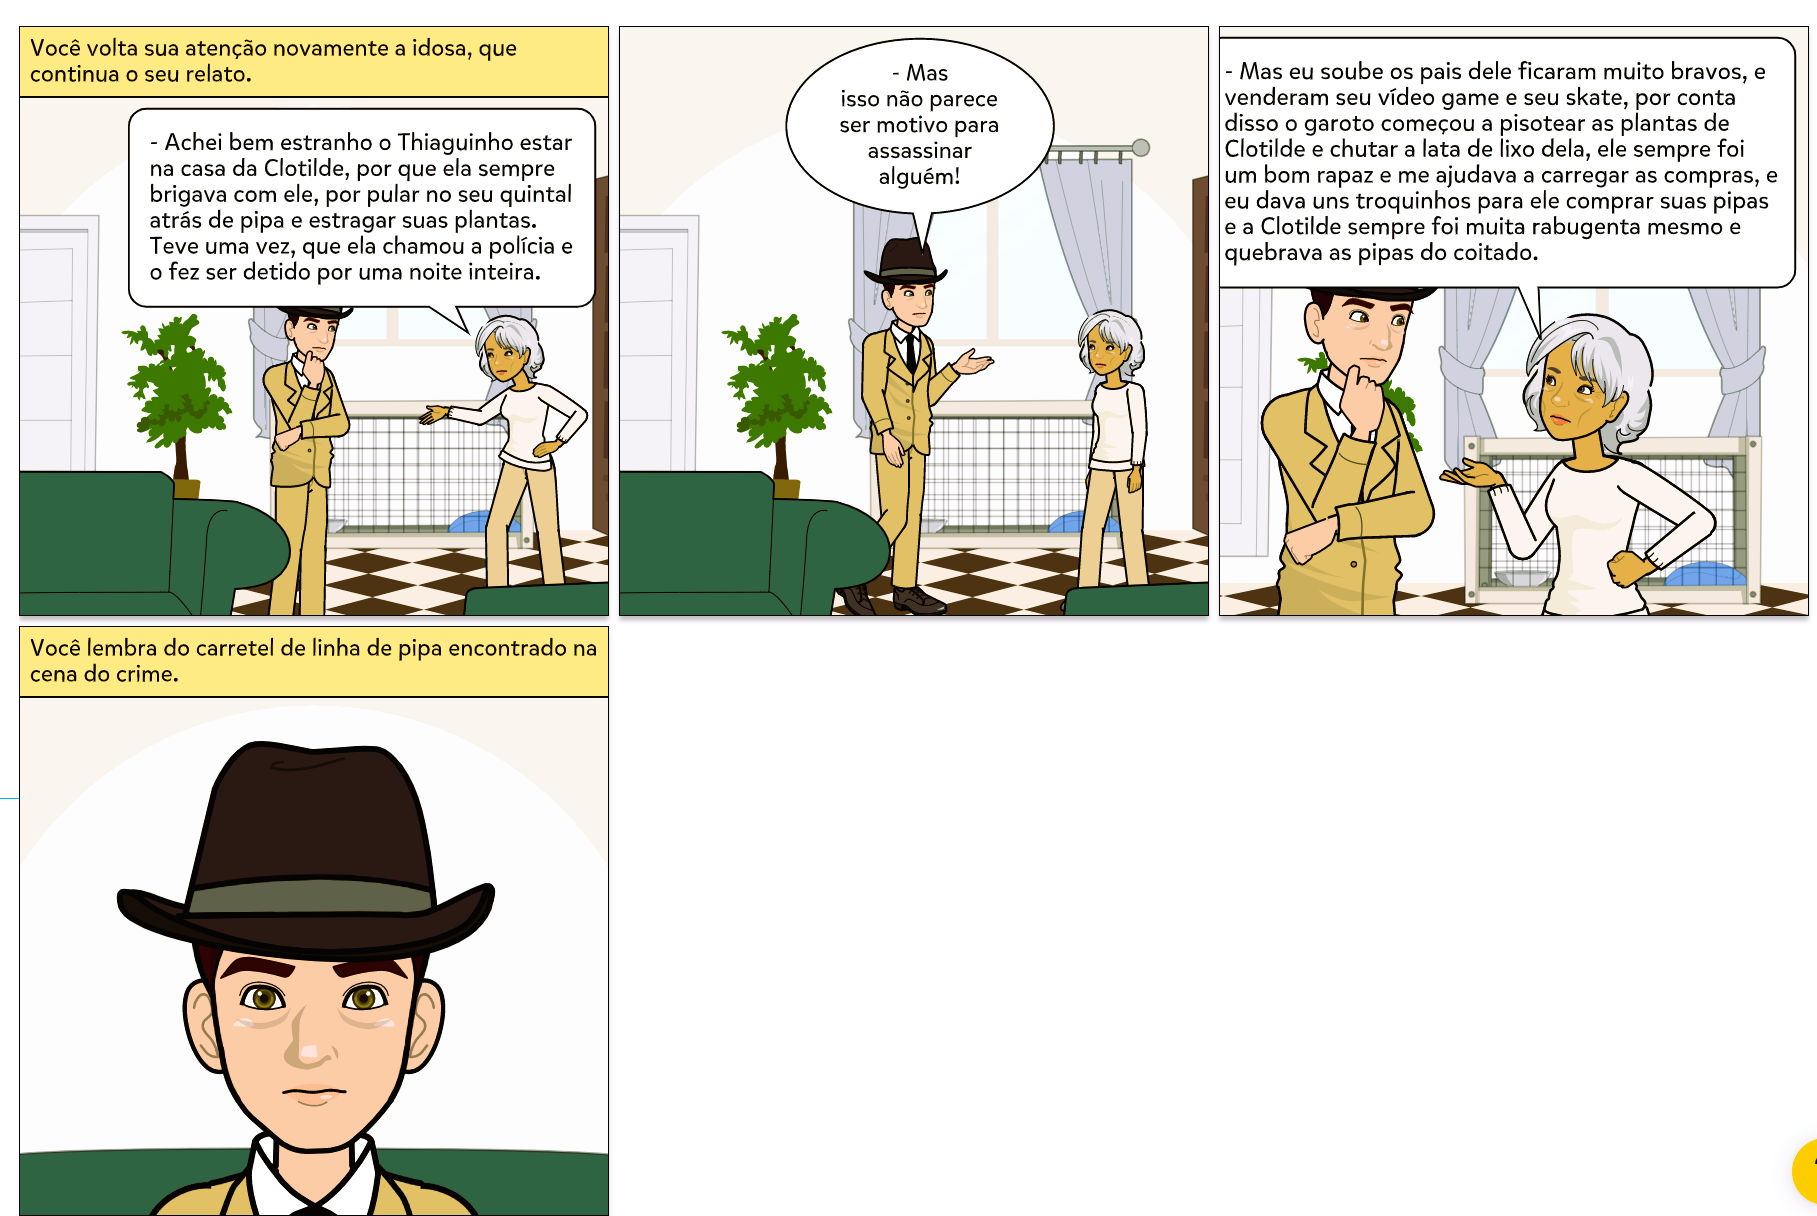 Você volta sua atenção novamente a idosa, que
continua o seu relato.
- Achei bem estranho o Thiaguinho estar
na casa da Clotilde, por que ela sempre
brigava com ele, por pular no seu quintal
atrás de pipa e estragar suas plantas.
Teve uma vez, que ela chamou a polícia e
o fez ser detido por uma noite inteira.
- Mas
isso não parece
ser motivo para
assassinar
alguém!
- Mas eu soube os pais dele ficaram muito bravos, e
venderam seu vídeo game e seu skate, por conta
disso o garoto começou a pisotear as plantas de
Clotilde e chutar a lata de lixo dela, ele sempre foi
um bom rapaz e me ajudava a carregar as compras, e
eu dava uns troquinhos para ele comprar suas pipas
e a Clotilde sempre foi muita rabugenta mesmo e
quebrava as pipas do coitado.
Você lembra do carretel de linha de pipa encontrado na
cena do crime.